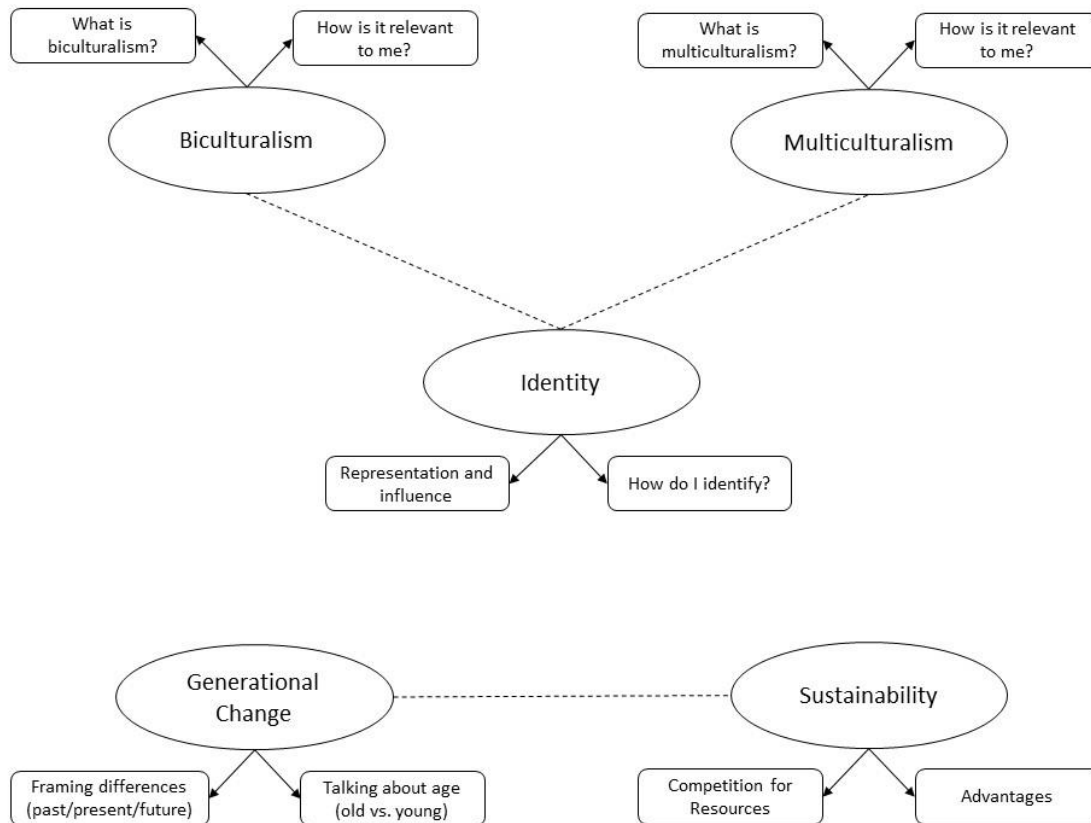 What is
biculturalism?
How is it relevant
to me?
What is
multiculturalism?
How is it relevant
to me?
Biculturalism
Multiculturalism
Identity
Representation and
influence
How do I identify?
Generational
Change
Sustainability
Framing differences
(past/present/future)
Talking about age
(old vs. young)
Competition for
Resources
Advantages